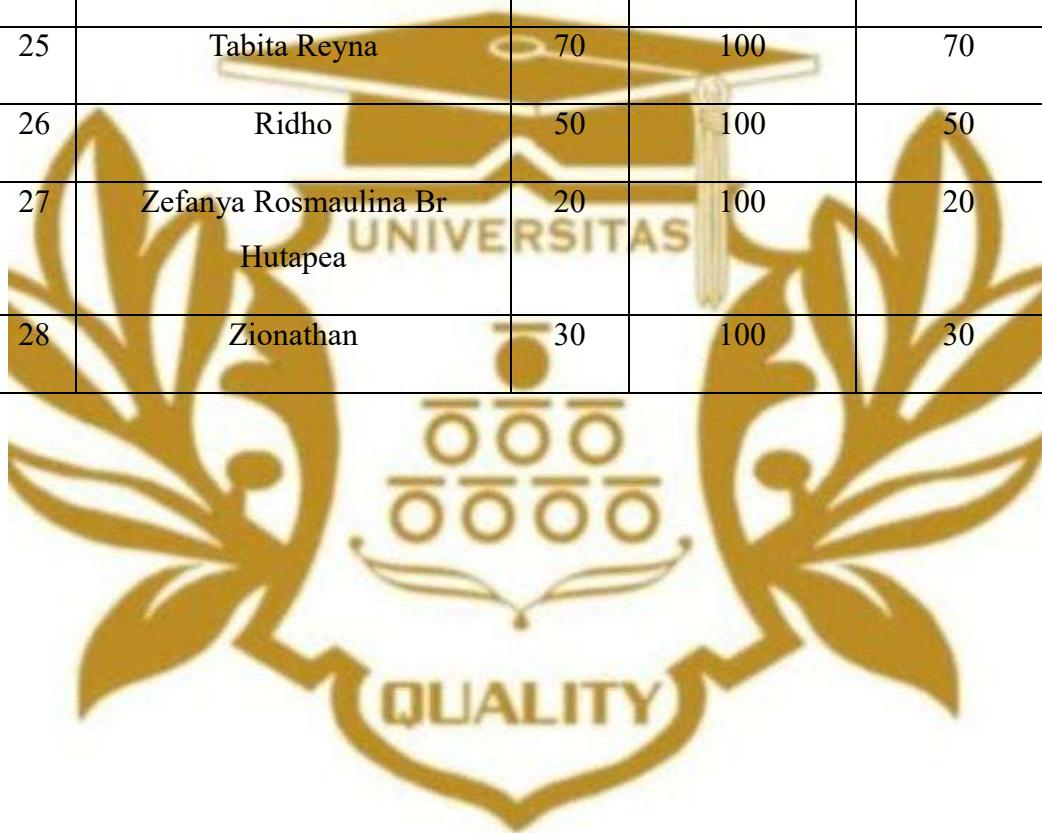 25 Tabita Reyna 70 100 70
26 Ridho 50 100 50
27 Zefanya Rosmaulina Br 20 100 20
Hutapea
28 Zionathan 30 100 30
UNIVERSITAS
QUALITY